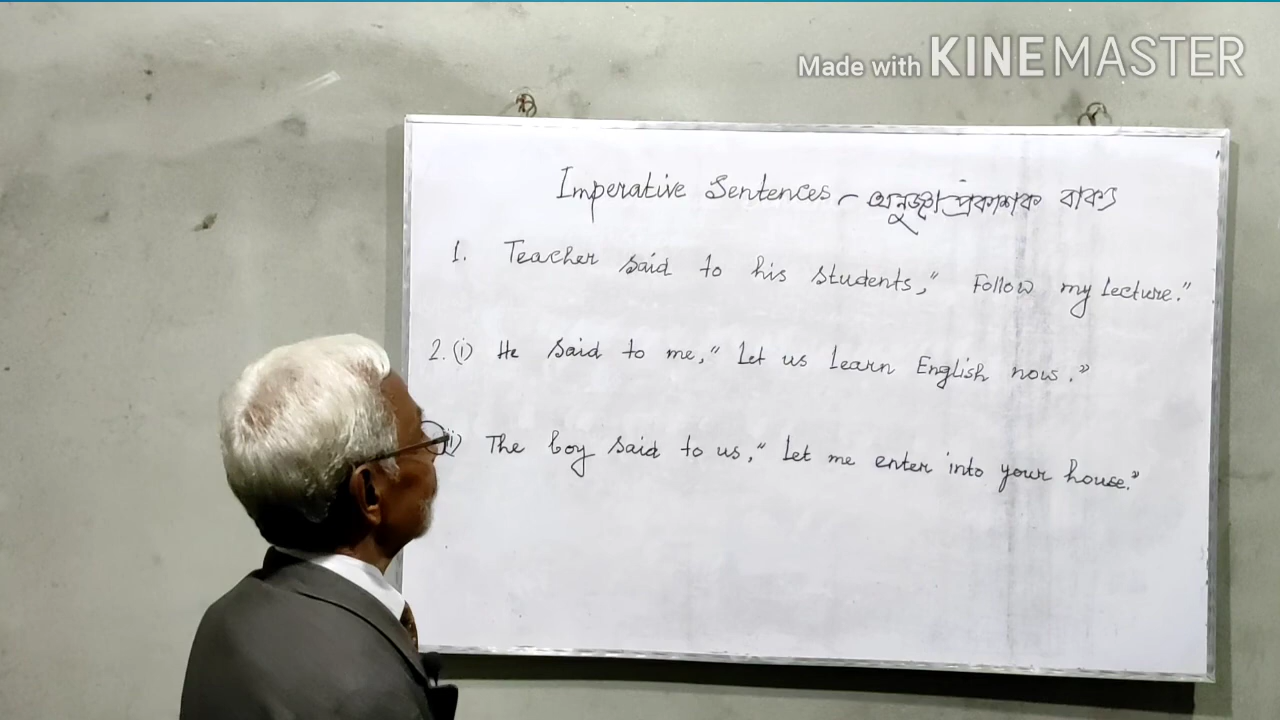 Made with KINEMASTER
Imperative Sentences - অনুজ্ঞাপ্রকাশক বাক্য
1. Teacher said to his students, " Follow my Lecture."
2. (i) He said to me, " Let us Learn English now."
i) The boy said to us, " Let me enter into your house."